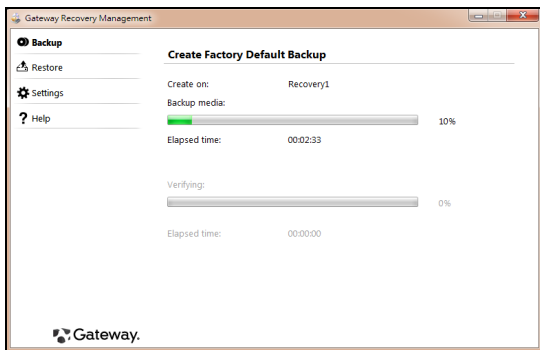 Gateway Recovery Management
Backup
Restore
Settings
Help
Create Factory Default Backup
Create on: Recovery1
Backup media:
10%
Elapsed time: 00:02:33
Verifying:
0%
Elapsed time: 00:00:00
Gateway.